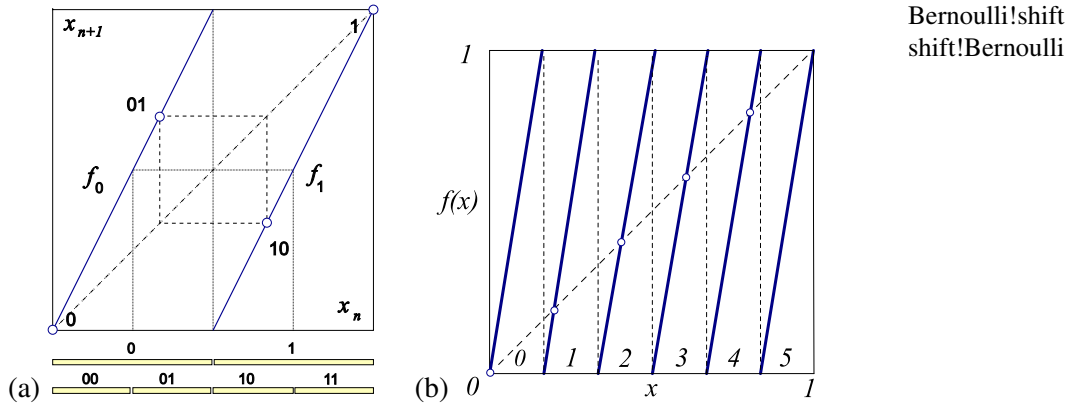 Bernoulli!shift
shift!Bernoulli
x_{n+1}
1
01
f_0
f_1
10
0
x_n
0 1
00 01 10 11
(a)
1
f(x)
0 1 2 3 4 5
0 x 1
(b)